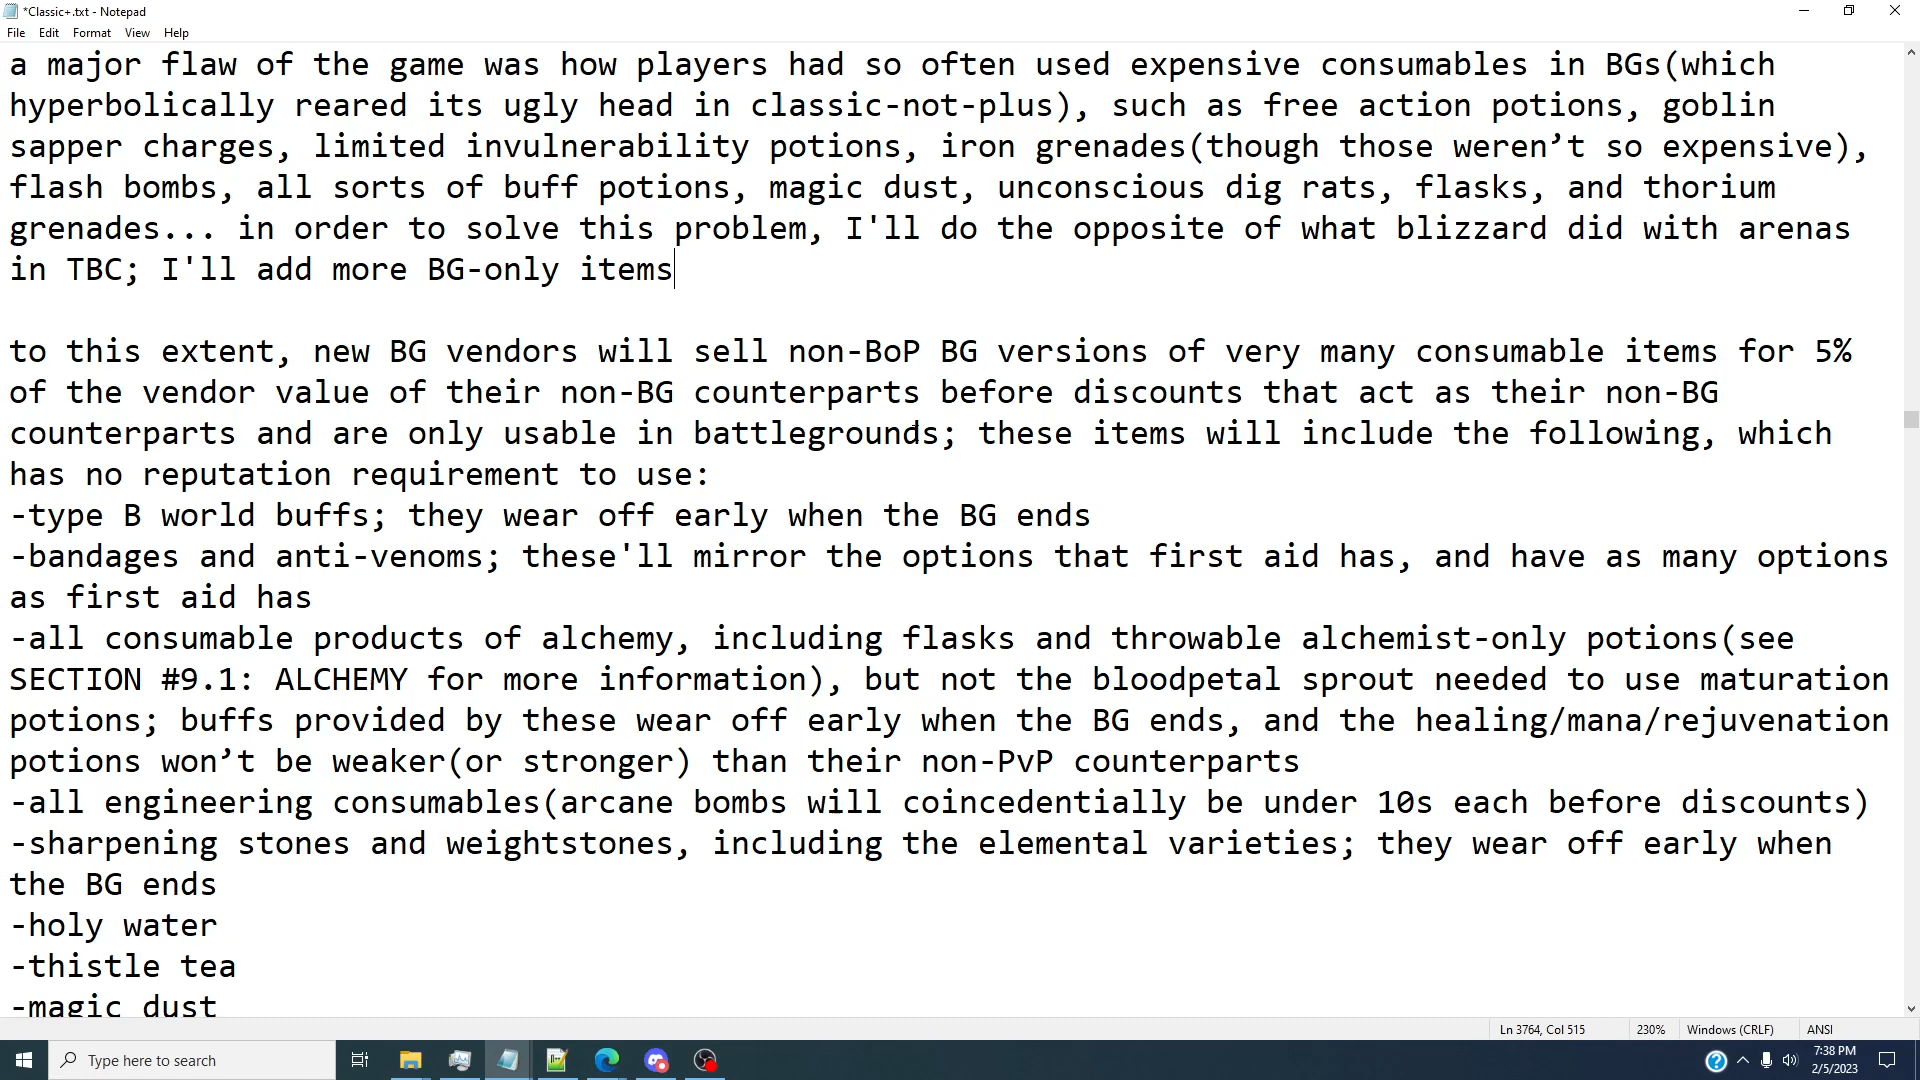 *Classic+.txt - Notepad
File Edit Format View Help
a major flaw of the game was how players had so often used expensive consumables in BGs(which
hyperbolically reared its ugly head in classic-not-plus), such as free action potions, goblin
sapper charges, limited invulnerability potions, iron grenades(though those weren’t so expensive),
flash bombs, all sorts of buff potions, magic dust, unconscious dig rats, flasks, and thorium
grenades... in order to solve this problem, I'll do the opposite of what blizzard did with arenas
in TBC; I'll add more BG-only items
to this extent, new BG vendors will sell non-BoP BG versions of very many consumable items for 5%
of the vendor value of their non-BG counterparts before discounts that act as their non-BG
counterparts and are only usable in battlegrounds; these items will include the following, which
has no reputation requirement to use:
-type B world buffs; they wear off early when the BG ends
-bandages and anti-venoms; these'll mirror the options that first aid has, and have as many options
as first aid has
-all consumable products of alchemy, including flasks and throwable alchemist-only potions(see
SECTION #9.1: ALCHEMY for more information), but not the bloodpetal sprout needed to use maturation
potions; buffs provided by these wear off early when the BG ends, and the healing/mana/rejuvenation
potions won’t be weaker(or stronger) than their non-PvP counterparts
-all engineering consumables(arcane bombs will coincedentially be under 10s each before discounts)
-sharpening stones and weightstones, including the elemental varieties; they wear off early when
the BG ends
-holy water
-thistle tea
-magic dust
Ln 3764, Col 515 230% Windows (CRLF) ANSI
Type here to search
7:38 PM
2/5/2023